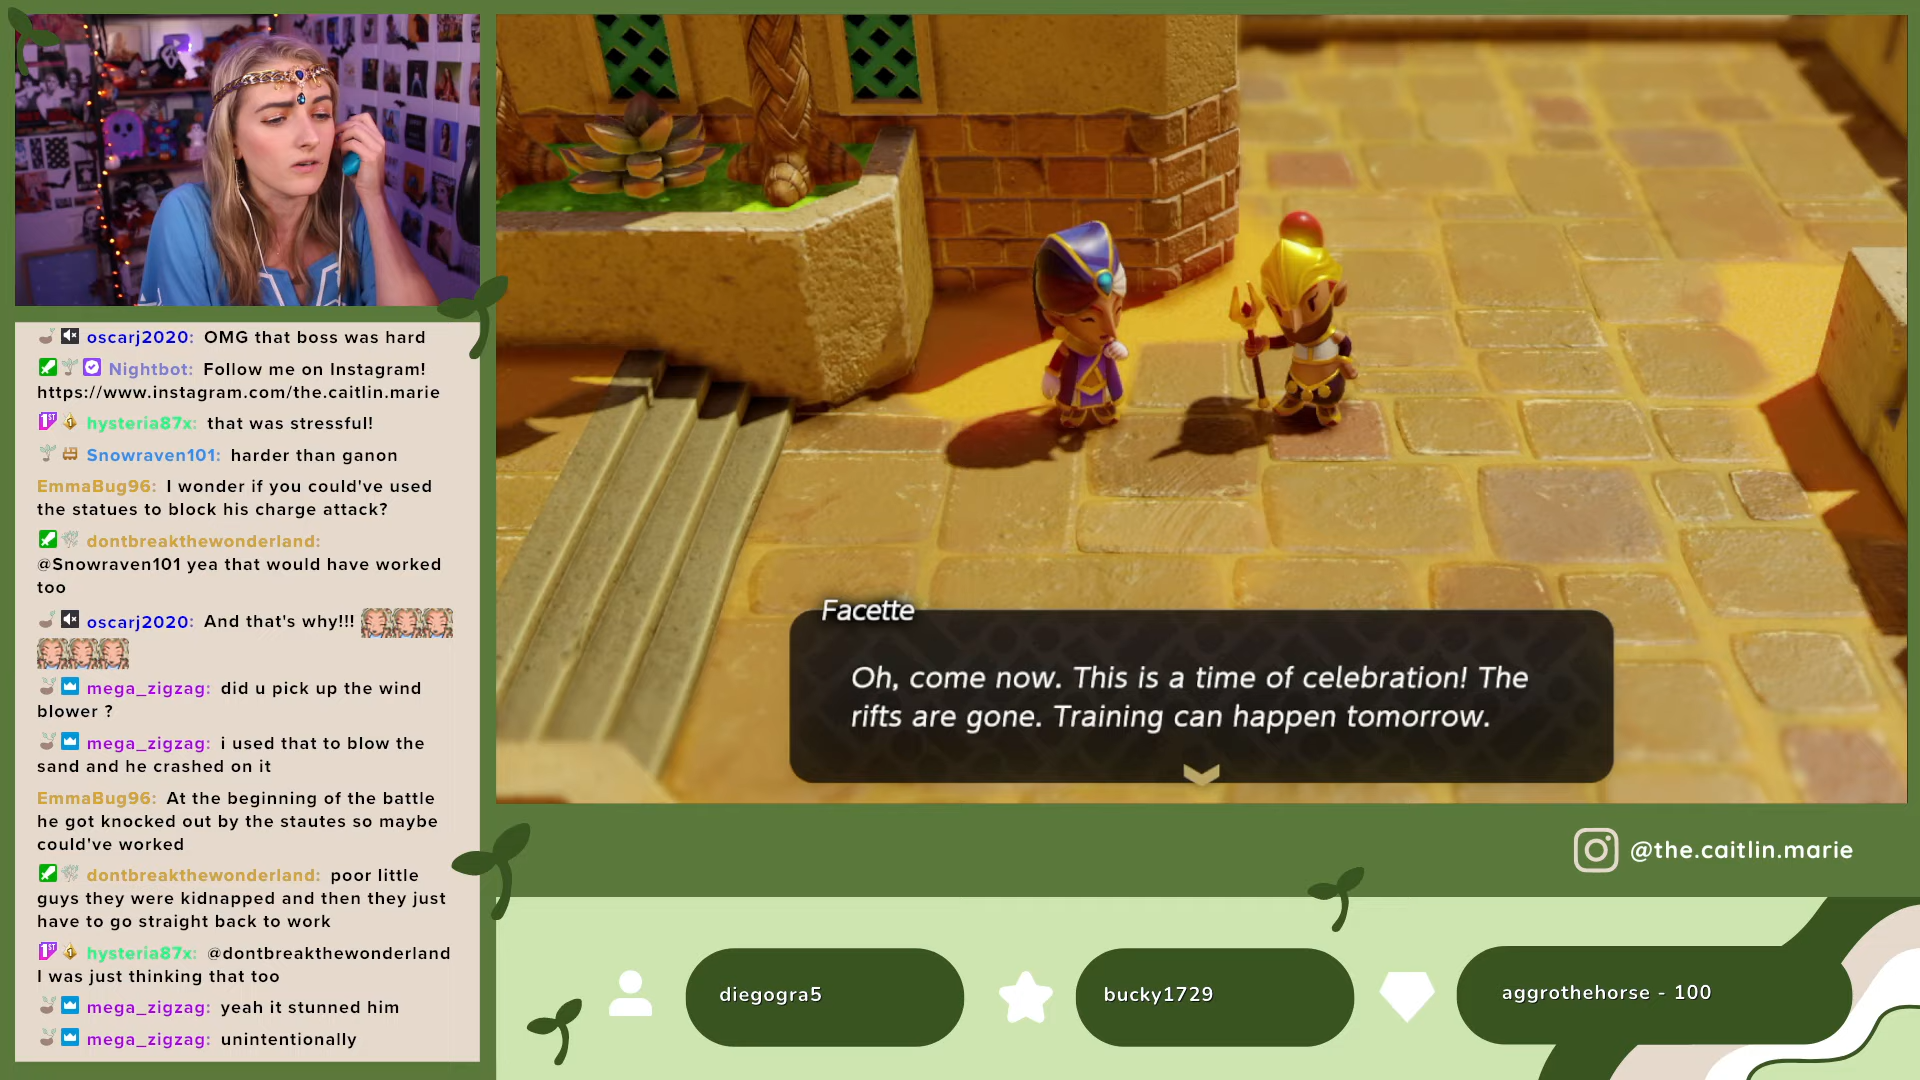 oscarj2020: OMG that boss was hard
Nightbot: Follow me on Instagram!
https://www.instagram.com/the.caitlin.marie
hysteria87x: that was stressful!
Snowraven101: harder than ganon
EmmaBug96: I wonder if you could've used
the statues to block his charge attack?
dontbreakthewonderland:
@Snowraven101 yea that would have worked
too
oscarj2020: And that's why!!!
mega_zigzag: did u pick up the wind
blower ?
mega_zigzag: i used that to blow the
sand and he crashed on it
EmmaBug96: At the beginning of the battle
he got knocked out by the stautes so maybe
could've worked
dontbreakthewonderland: poor little
guys they were kidnapped and then they just
have to go straight back to work
hysteria87x: @dontbreakthewonderland
I was just thinking that too
mega_zigzag: yeah it stunned him
mega_zigzag: unintentionally
Facette
Oh, come now. This is a time of celebration! The
rifts are gone. Training can happen tomorrow.
@the.caitlin.marie
diegogra5
bucky1729
aggrothehorse - 100